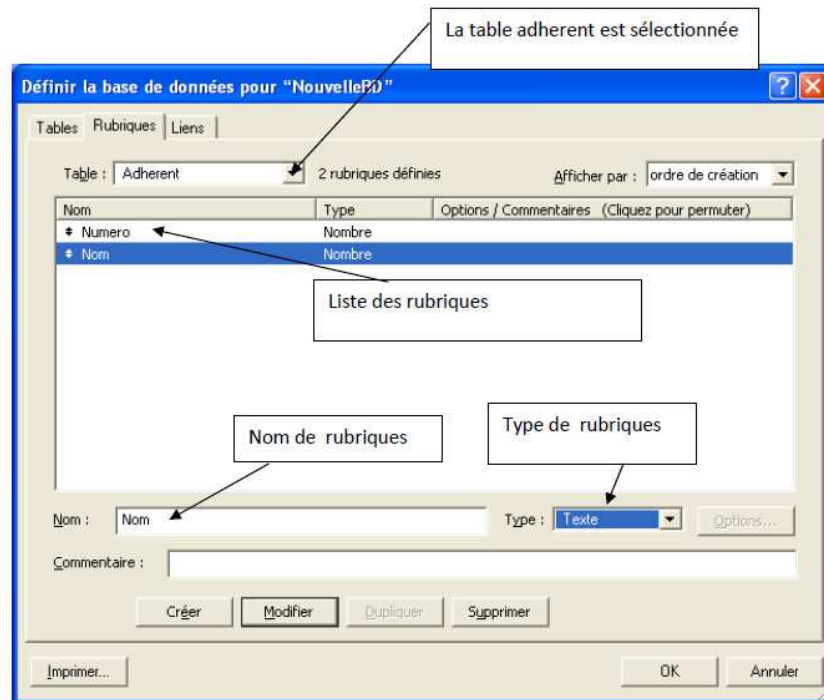 La table adherent est sélectionnée
Définir la base de données pour "NouvelleBD"
Tables Rubriques Liens
Table : Adherent 2 rubriques définies Afficher par : ordre de création
Nom Type Options / Commentaires (Cliquez pour permuter)
Numero Nombre
Nom Nombre
Liste des rubriques
Nom de rubriques
Type de rubriques
Nom : Nom Type : Texte Options...
Commentaire :
Créer Modifier Dupliquer Supprimer
Imprimer... OK Annuler